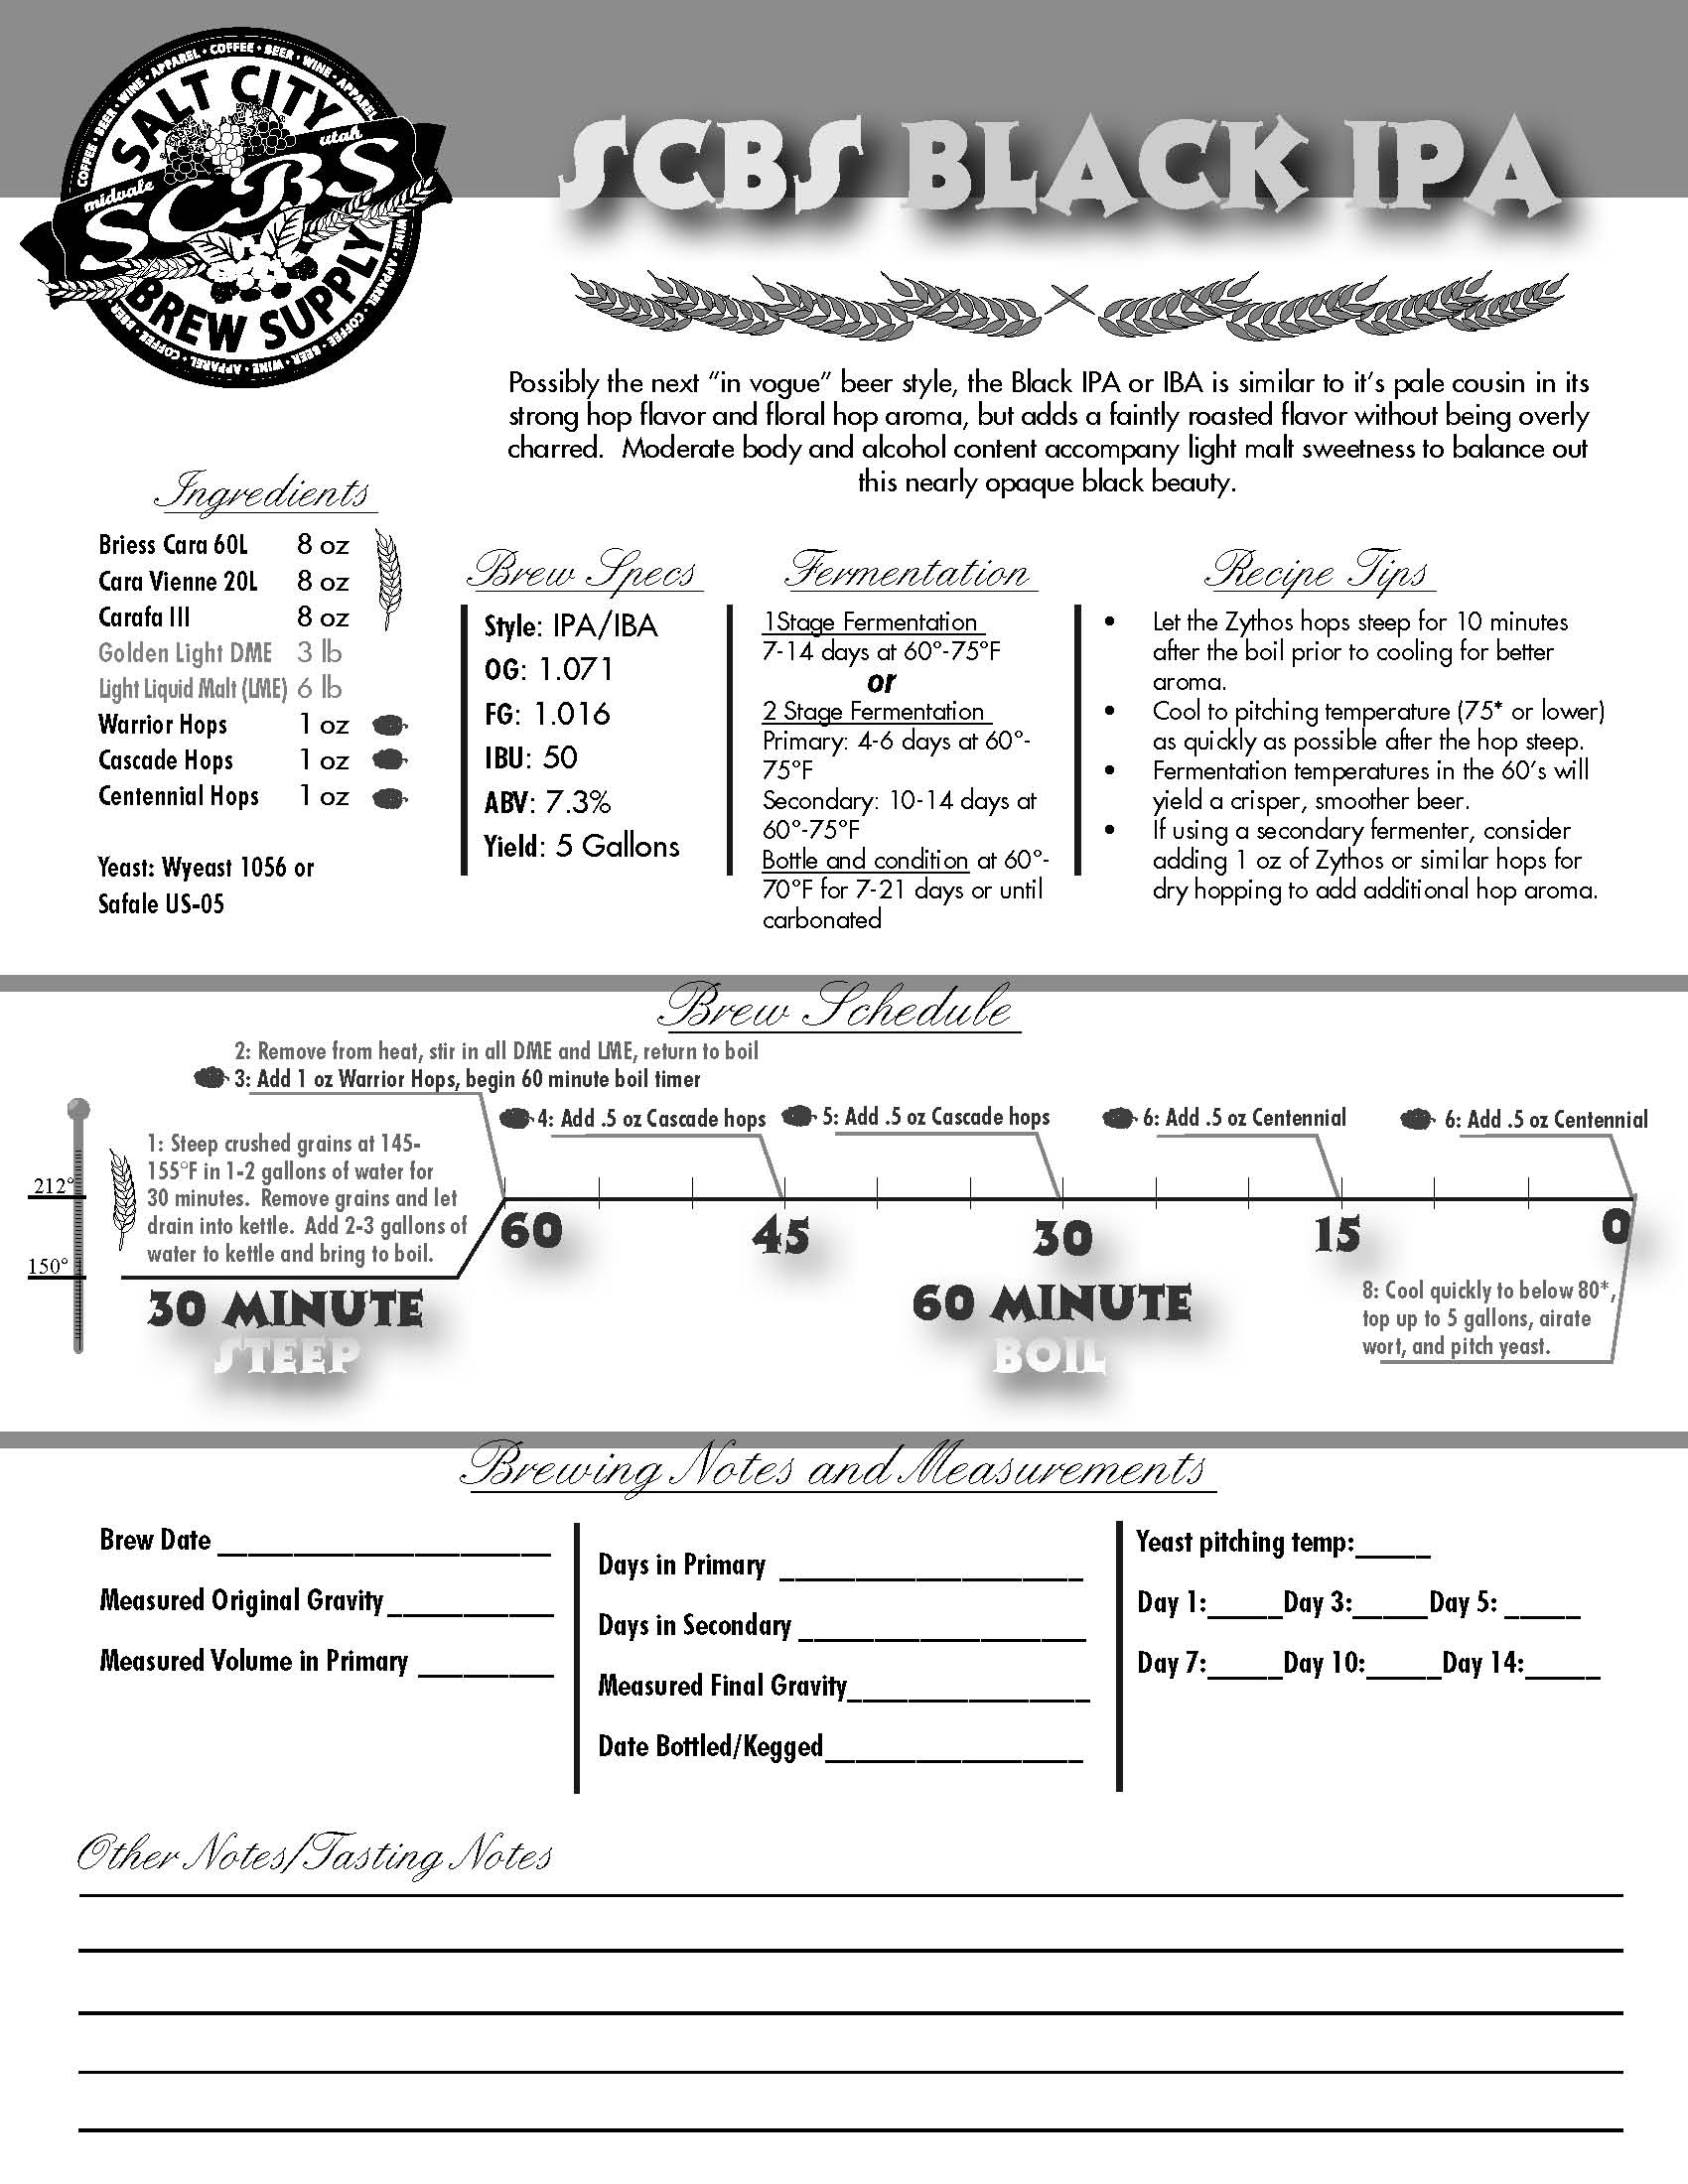 COFFEE • BEER • WINE • APPAREL • COFFEE • BEER • WINE • APPAREL
SALT CITY
midvale SCBS utah
BREW SUPPLY
SCBS BLACK IPA
Possibly the next “in vogue” beer style, the Black IPA or IBA is similar to it’s pale cousin in its
strong hop flavor and floral hop aroma, but adds a faintly roasted flavor without being overly
charred.  Moderate body and alcohol content accompany light malt sweetness to balance out
this nearly opaque black beauty.
Ingredients
Briess Cara 60L 8 oz
Cara Vienne 20L 8 oz
Carafa III 8 oz
Golden Light DME 3 lb
Light Liquid Malt (LME) 6 lb
Warrior Hops 1 oz
Cascade Hops 1 oz
Centennial Hops 1 oz
Yeast: Wyeast 1056 or
Safale US-05
Brew Specs
Style: IPA/IBA
OG: 1.071
FG: 1.016
IBU: 50
ABV: 7.3%
Yield: 5 Gallons
Fermentation
1Stage Fermentation
7-14 days at 60°-75°F
or
2 Stage Fermentation
Primary: 4-6 days at 60°-
75°F
Secondary: 10-14 days at
60°-75°F
Bottle and condition at 60°-
70°F for 7-21 days or until
carbonated
Recipe Tips
• Let the Zythos hops steep for 10 minutes
after the boil prior to cooling for better
aroma.
• Cool to pitching temperature (75* or lower)
as quickly as possible after the hop steep.
• Fermentation temperatures in the 60’s will
yield a crisper, smoother beer.
• If using a secondary fermenter, consider
adding 1 oz of Zythos or similar hops for
dry hopping to add additional hop aroma.
Brew Schedule
2: Remove from heat, stir in all DME and LME, return to boil
3: Add 1 oz Warrior Hops, begin 60 minute boil timer
4: Add .5 oz Cascade hops
5: Add .5 oz Cascade hops
6: Add .5 oz Centennial
6: Add .5 oz Centennial
1: Steep crushed grains at 145-
155°F in 1-2 gallons of water for
30 minutes.  Remove grains and let
drain into kettle.  Add 2-3 gallons of
water to kettle and bring to boil.
212°
150°
60 45 30 15 0
30 MINUTE
STEEP
60 MINUTE
BOIL
8: Cool quickly to below 80*,
top up to 5 gallons, airate
wort, and pitch yeast.
Brewing Notes and Measurements
Brew Date ______________________
Measured Original Gravity___________
Measured Volume in Primary _________
Days in Primary ____________________
Days in Secondary ___________________
Measured Final Gravity________________
Date Bottled/Kegged_________________
Yeast pitching temp:_____
Day 1:_____Day 3:_____Day 5: _____
Day 7:_____Day 10:_____Day 14:_____
Other Notes/Tasting Notes